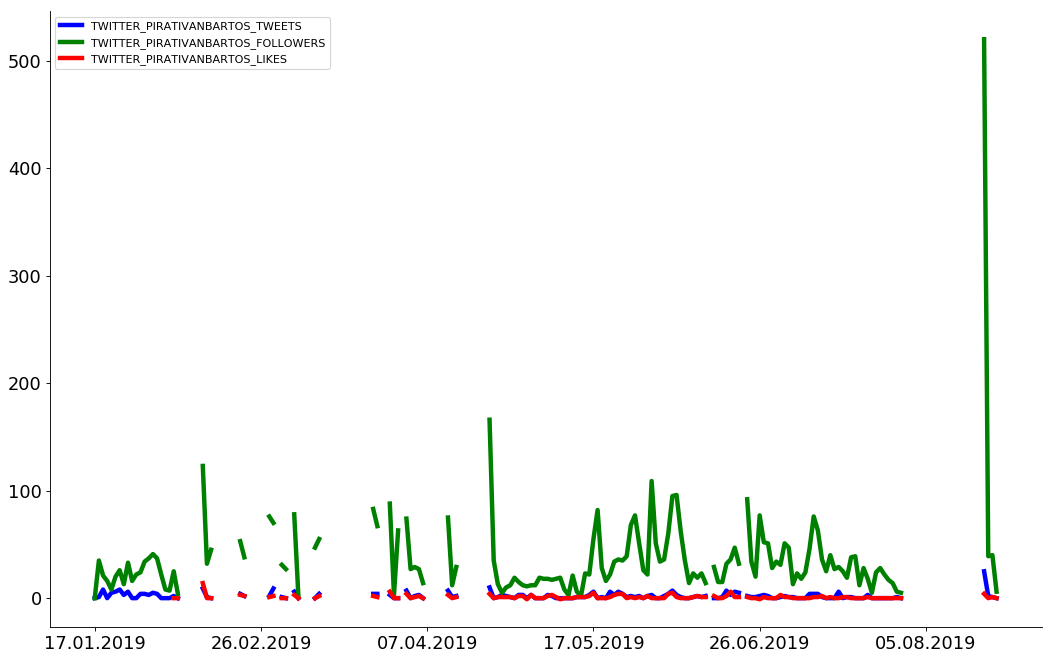 TWITTER_PIRATIVANBARTOS_TWEETS
TWITTER_PIRATIVANBARTOS_FOLLOWERS
TWITTER_PIRATIVANBARTOS_LIKES
500
400
300
200
100
0
17.01.2019 26.02.2019 07.04.2019 17.05.2019 26.06.2019 05.08.2019